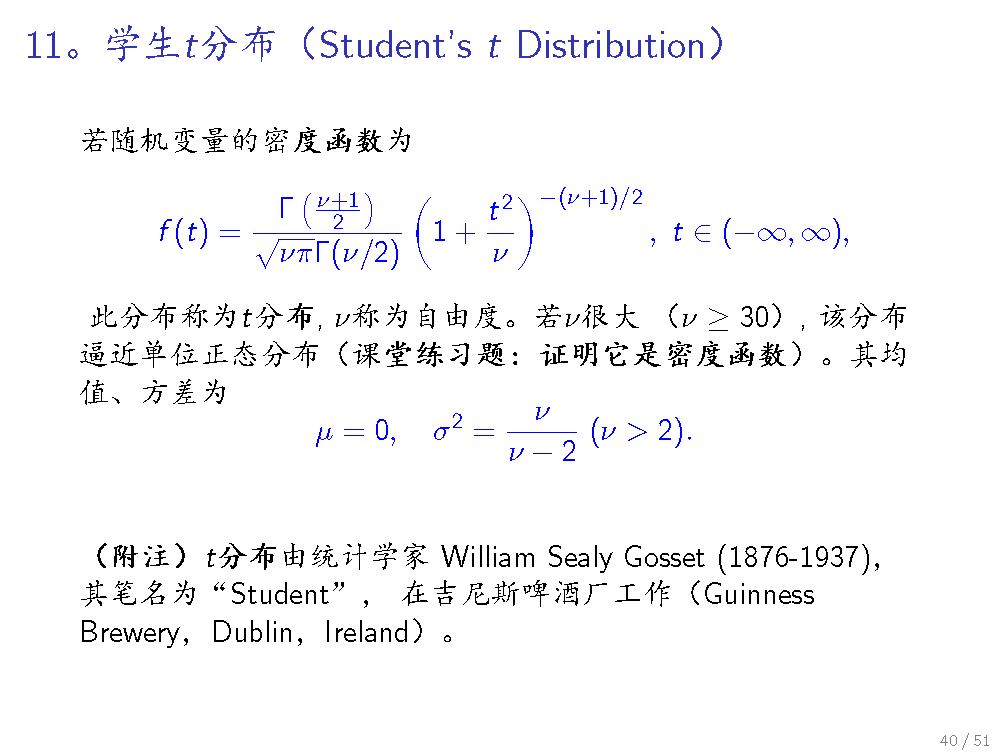 11。学生t分布（Student's t Distribution）
若随机变量的密度函数为
f(t) = Γ((ν+1)/2) / (√(νπ)Γ(ν/2)) (1 + t²/ν)^{−(ν+1)/2}, t ∈ (−∞, ∞),
此分布称为t分布, ν称为自由度。若ν很大 （ν ≥ 30）, 该分布
逼近单位正态分布（课堂练习题：证明它是密度函数）。其均
值、方差为
μ = 0, σ² = ν/(ν − 2) (ν > 2).
（附注）t分布由统计学家 William Sealy Gosset (1876-1937),
其笔名为“Student”， 在吉尼斯啤酒厂工作（Guinness
Brewery，Dublin，Ireland）。
40 / 51